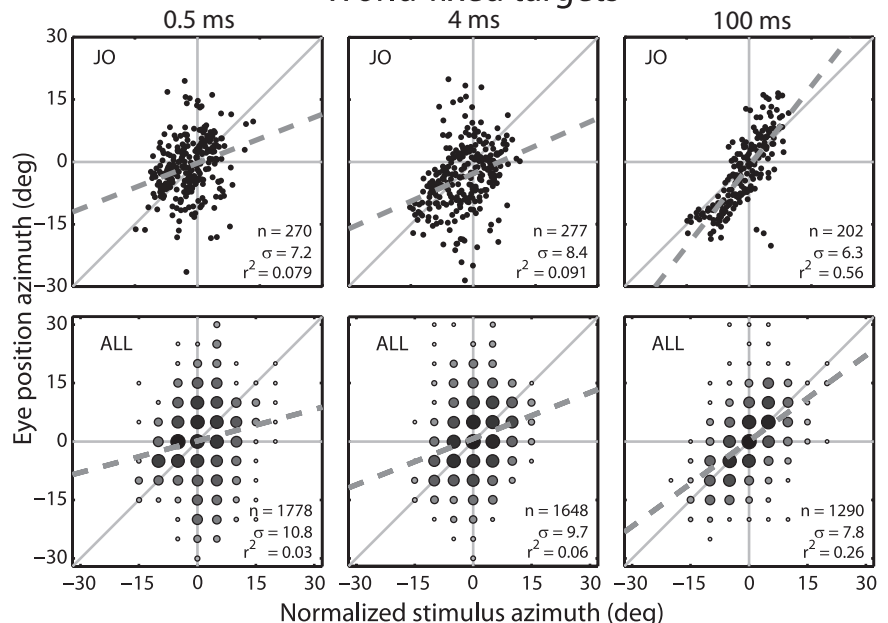 0.5 ms
4 ms
100 ms
Eye position azimuth (deg)
30
15
0
−15
−30
JO
n = 270
σ = 7.2
r² = 0.079
JO
n = 277
σ = 8.4
r² = 0.091
JO
n = 202
σ = 6.3
r² = 0.56
30
15
0
−15
−30
ALL
n = 1778
σ = 10.8
r² = 0.03
ALL
n = 1648
σ = 9.7
r² = 0.06
ALL
n = 1290
σ = 7.8
r² = 0.26
−30 −15 0 15 30
−30 −15 0 15 30
−30 −15 0 15 30
Normalized stimulus azimuth (deg)